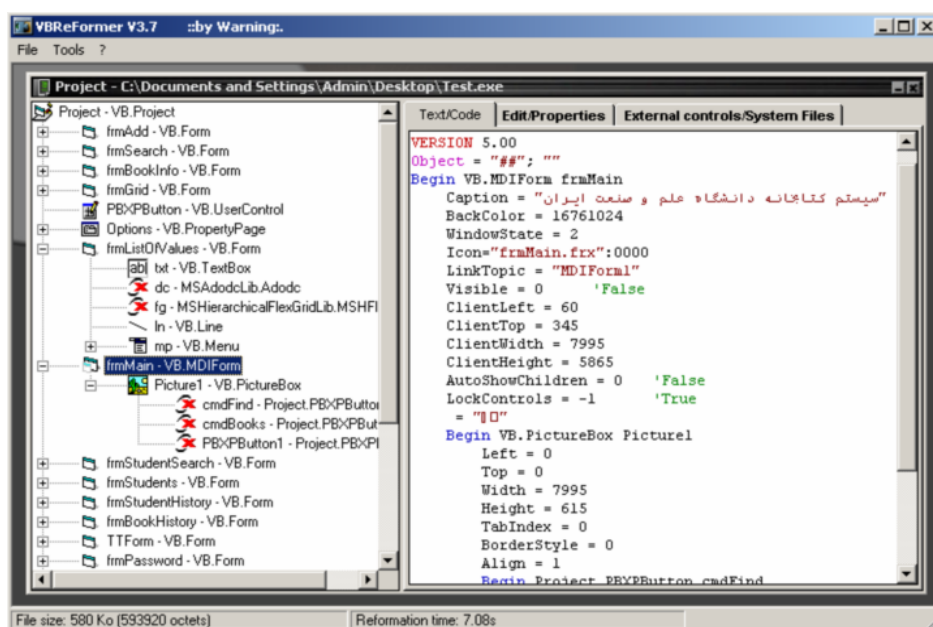 VBReFormer V3.7 ::by Warning:.
File Tools ?
Project - C:\Documents and Settings\Admin\Desktop\Test.exe
Project - VB.Project
frmAdd - VB.Form
frmSearch - VB.Form
frmBookInfo - VB.Form
frmGrid - VB.Form
PBXPButton - VB.UserControl
Options - VB.PropertyPage
frmListOfValues - VB.Form
txt - VB.TextBox
dc - MSAdodcLib.Adodc
fg - MSHierarchicalFlexGridLib.MSHFl
ln - VB.Line
mp - VB.Menu
frmMain - VB.MDIForm
Picture1 - VB.PictureBox
cmdFind - Project.PBXPButton
cmdBooks - Project.PBXPBut
PBXPButton1 - Project.PBXPI
frmStudentSearch - VB.Form
frmStudents - VB.Form
frmStudentHistory - VB.Form
frmBookHistory - VB.Form
TTForm - VB.Form
frmPassword - VB.Form
Text/Code Edit/Properties External controls/System Files
VERSION 5.00
Object = "##"; ""
Begin VB.MDIForm frmMain
Caption = "سیستم کتابخانه دانشگاه علم و صنعت ایران"
BackColor = 16761024
WindowState = 2
Icon="frmMain.frx":0000
LinkTopic = "MDIForm1"
Visible = 0 'False
ClientLeft = 60
ClientTop = 345
ClientWidth = 7995
ClientHeight = 5865
AutoShowChildren = 0 'False
LockControls = -1 'True
= "▯▯"
Begin VB.PictureBox Picture1
Left = 0
Top = 0
Width = 7995
Height = 615
TabIndex = 0
BorderStyle = 0
Align = 1
Begin Project.PBXPButton cmdFind
File size: 580 Ko (593920 octets) Reformation time: 7.08s